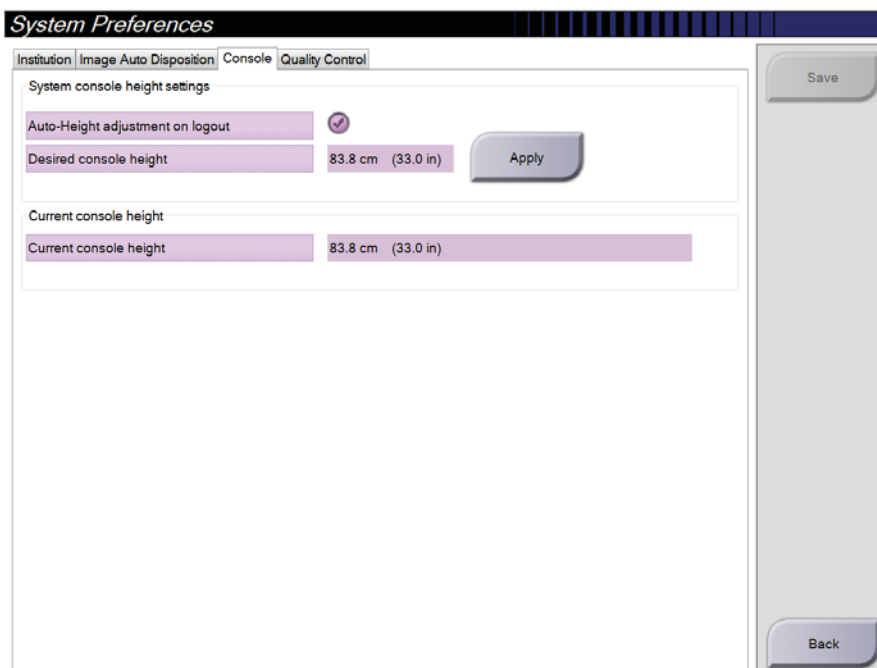 System Preferences
Institution Image Auto Disposition Console Quality Control
Save
System console height settings
Auto-Height adjustment on logout
Desired console height 83.8 cm (33.0 in) Apply
Current console height
Current console height 83.8 cm (33.0 in)
Back